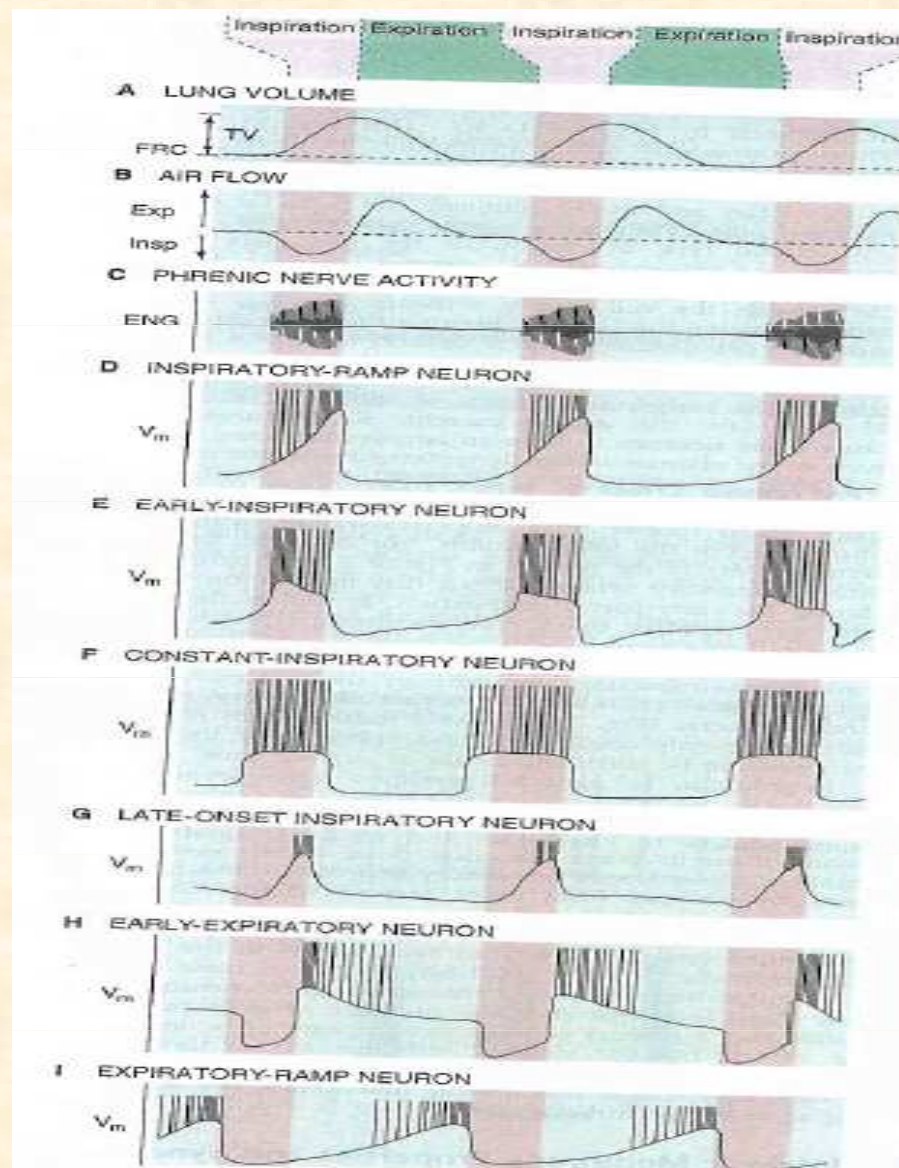 Inspiration Expiration Inspiration Expiration Inspiration
A LUNG VOLUME
TV
FRC
B AIR FLOW
Exp
Insp
C PHRENIC NERVE ACTIVITY
ENG
D INSPIRATORY-RAMP NEURON
Vm
E EARLY-INSPIRATORY NEURON
Vm
F CONSTANT-INSPIRATORY NEURON
Vm
G LATE-ONSET INSPIRATORY NEURON
Vm
H EARLY-EXPIRATORY NEURON
Vm
I EXPIRATORY-RAMP NEURON
Vm